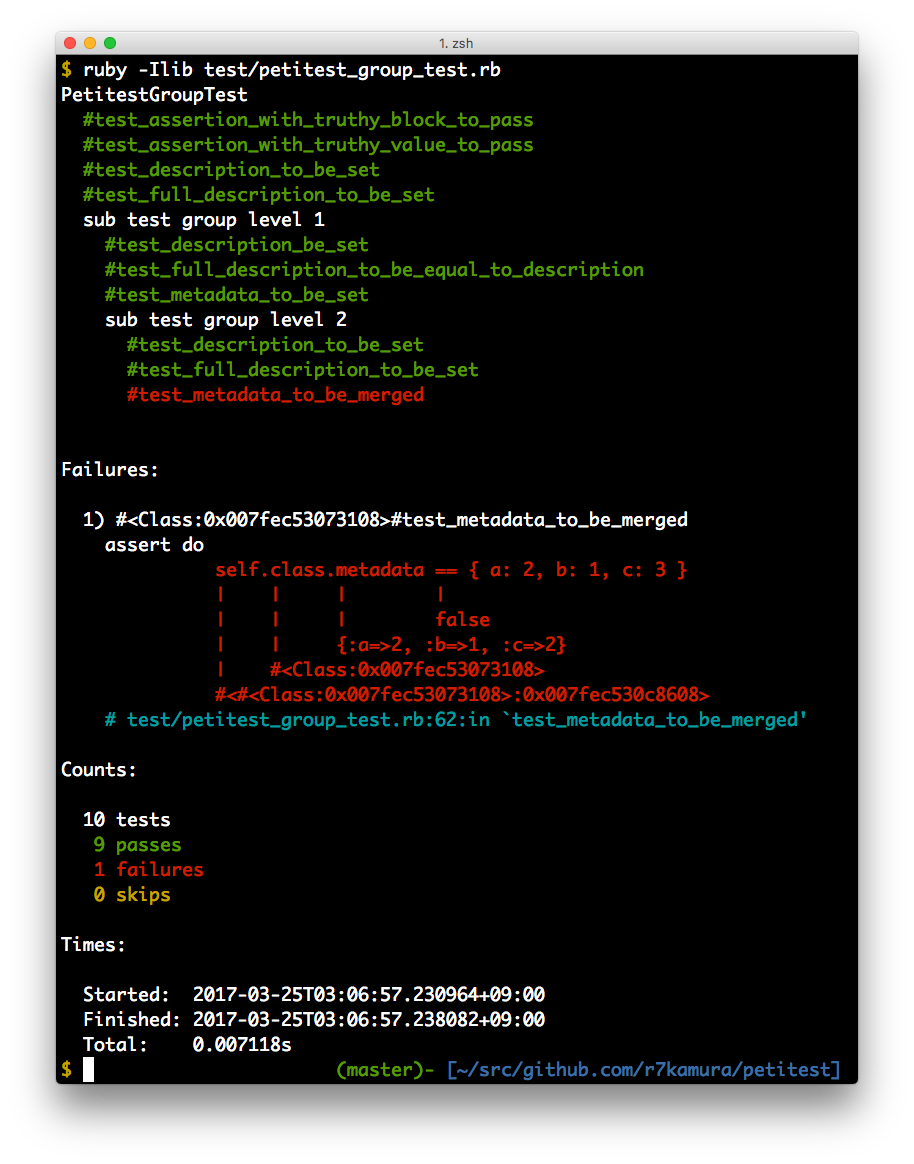 1. zsh
$ ruby -Ilib test/petitest_group_test.rb
PetitestGroupTest
  #test_assertion_with_truthy_block_to_pass
  #test_assertion_with_truthy_value_to_pass
  #test_description_to_be_set
  #test_full_description_to_be_set
  sub test group level 1
    #test_description_be_set
    #test_full_description_to_be_equal_to_description
    #test_metadata_to_be_set
    sub test group level 2
      #test_description_to_be_set
      #test_full_description_to_be_set
      #test_metadata_to_be_merged
Failures:
  1) #<Class:0x007fec53073108>#test_metadata_to_be_merged
    assert do
              self.class.metadata == { a: 2, b: 1, c: 3 }
              |    |     |        |
              |    |     |        false
              |    |     {:a=>2, :b=>1, :c=>2}
              |    #<Class:0x007fec53073108>
              #<#<Class:0x007fec53073108>:0x007fec530c8608>
    # test/petitest_group_test.rb:62:in `test_metadata_to_be_merged'
Counts:
  10 tests
   9 passes
   1 failures
   0 skips
Times:
  Started:  2017-03-25T03:06:57.230964+09:00
  Finished: 2017-03-25T03:06:57.238082+09:00
  Total:    0.007118s
$ (master)- [~/src/github.com/r7kamura/petitest]